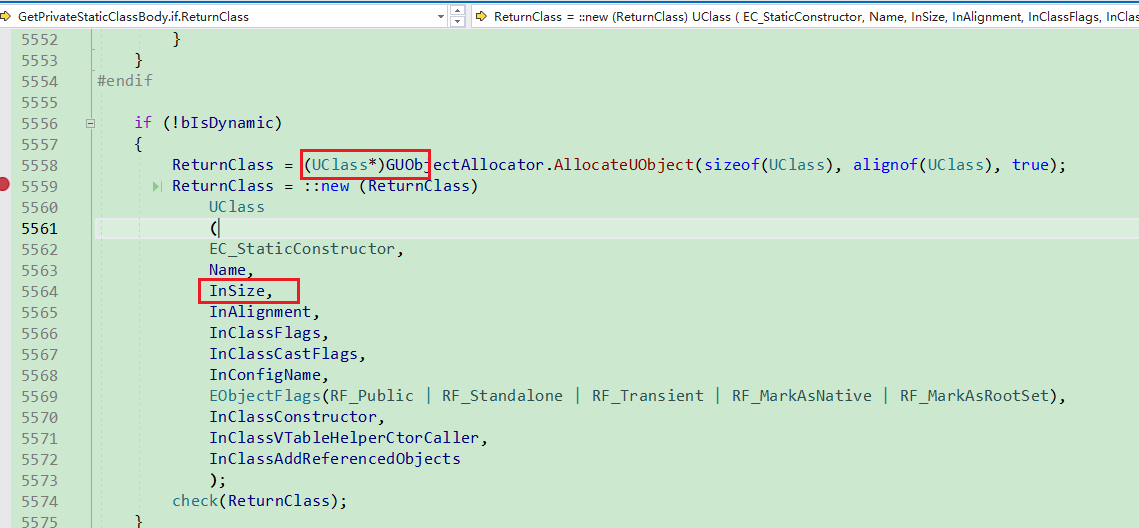 GetPrivateStaticClassBody.if.ReturnClass
ReturnClass = ::new (ReturnClass) UClass ( EC_StaticConstructor, Name, InSize, InAlignment, InClassFlags, InClas
5552 }
5553 }
5554 #endif
5555
5556 if (!bIsDynamic)
5557 {
5558 ReturnClass = (UClass*)GUObjectAllocator.AllocateUObject(sizeof(UClass), alignof(UClass), true);
5559 ReturnClass = ::new (ReturnClass)
5560 UClass
5561 (
5562 EC_StaticConstructor,
5563 Name,
5564 InSize,
5565 InAlignment,
5566 InClassFlags,
5567 InClassCastFlags,
5568 InConfigName,
5569 EObjectFlags(RF_Public | RF_Standalone | RF_Transient | RF_MarkAsNative | RF_MarkAsRootSet),
5570 InClassConstructor,
5571 InClassVTableHelperCtorCaller,
5572 InClassAddReferencedObjects
5573 );
5574 check(ReturnClass);
5575 }